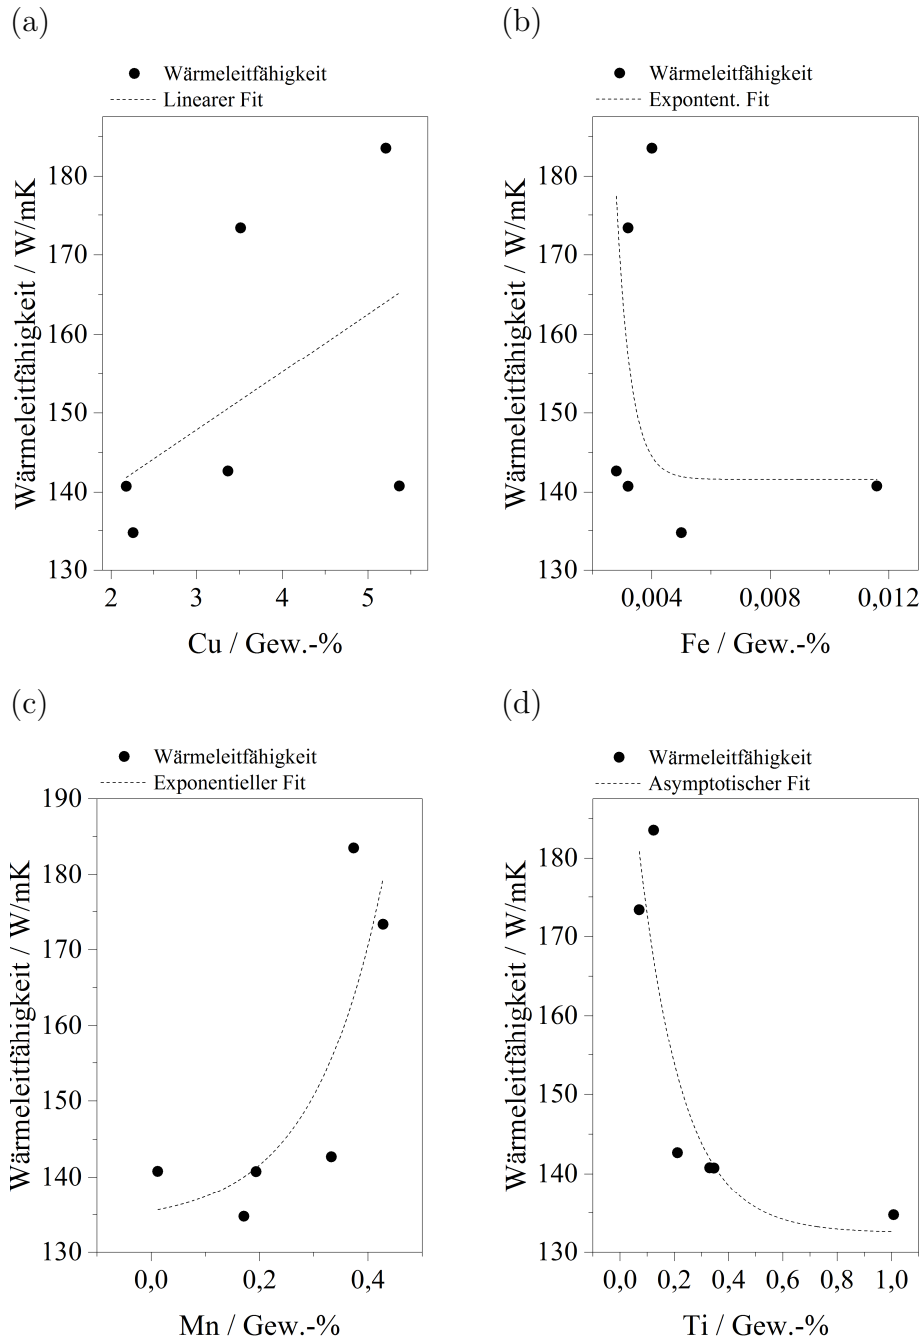 (a)
Wärmeleitfähigkeit
Linearer Fit
Wärmeleitfähigkeit / W/mK
180
170
160
150
140
130
2 3 4 5
Cu / Gew.-%
(b)
Wärmeleitfähigkeit
Expontent. Fit
Wärmeleitfähigkeit / W/mK
180
170
160
150
140
130
0,004 0,008 0,012
Fe / Gew.-%
(c)
Wärmeleitfähigkeit
Exponentieller Fit
Wärmeleitfähigkeit / W/mK
190
180
170
160
150
140
130
0,0 0,2 0,4
Mn / Gew.-%
(d)
Wärmeleitfähigkeit
Asymptotischer Fit
Wärmeleitfähigkeit / W/mK
180
170
160
150
140
130
0,0 0,2 0,4 0,6 0,8 1,0
Ti / Gew.-%